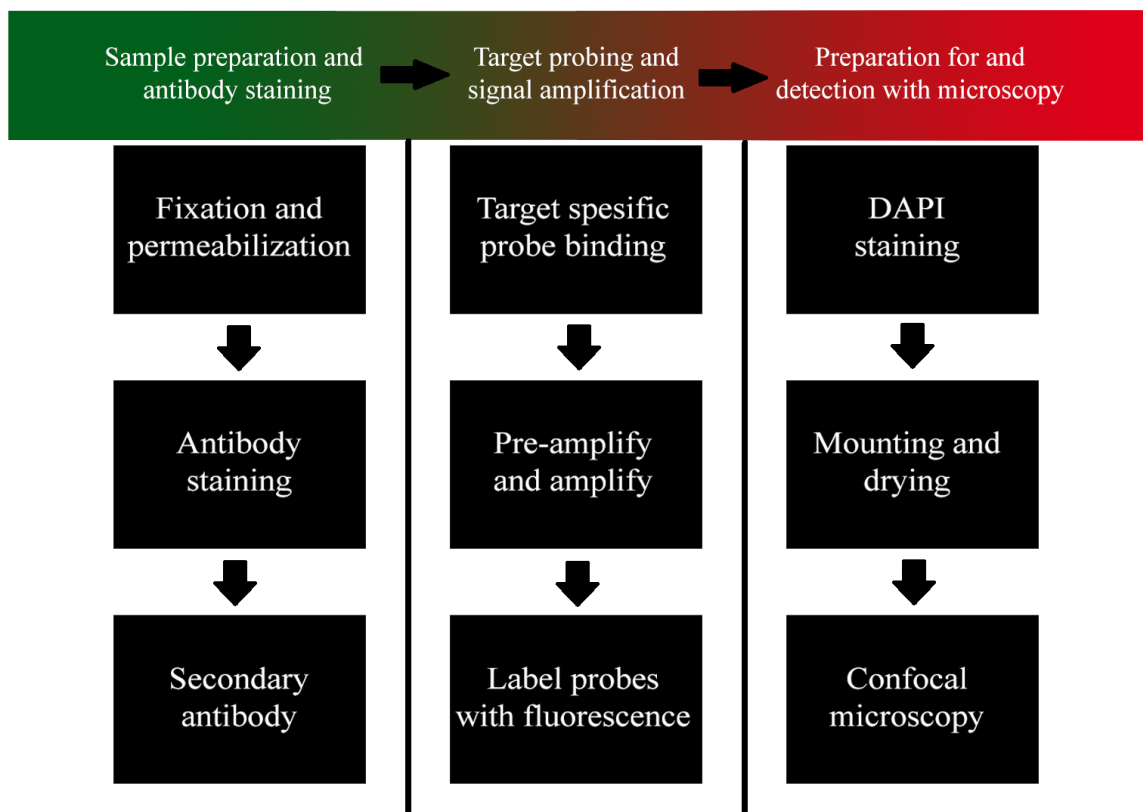 Sample preparation and
antibody staining
Target probing and
signal amplification
Preparation for and
detection with microscopy
Fixation and
permeabilization
Antibody
staining
Secondary
antibody
Target spesific
probe binding
Pre-amplify
and amplify
Label probes
with fluorescence
DAPI
staining
Mounting and
drying
Confocal
microscopy